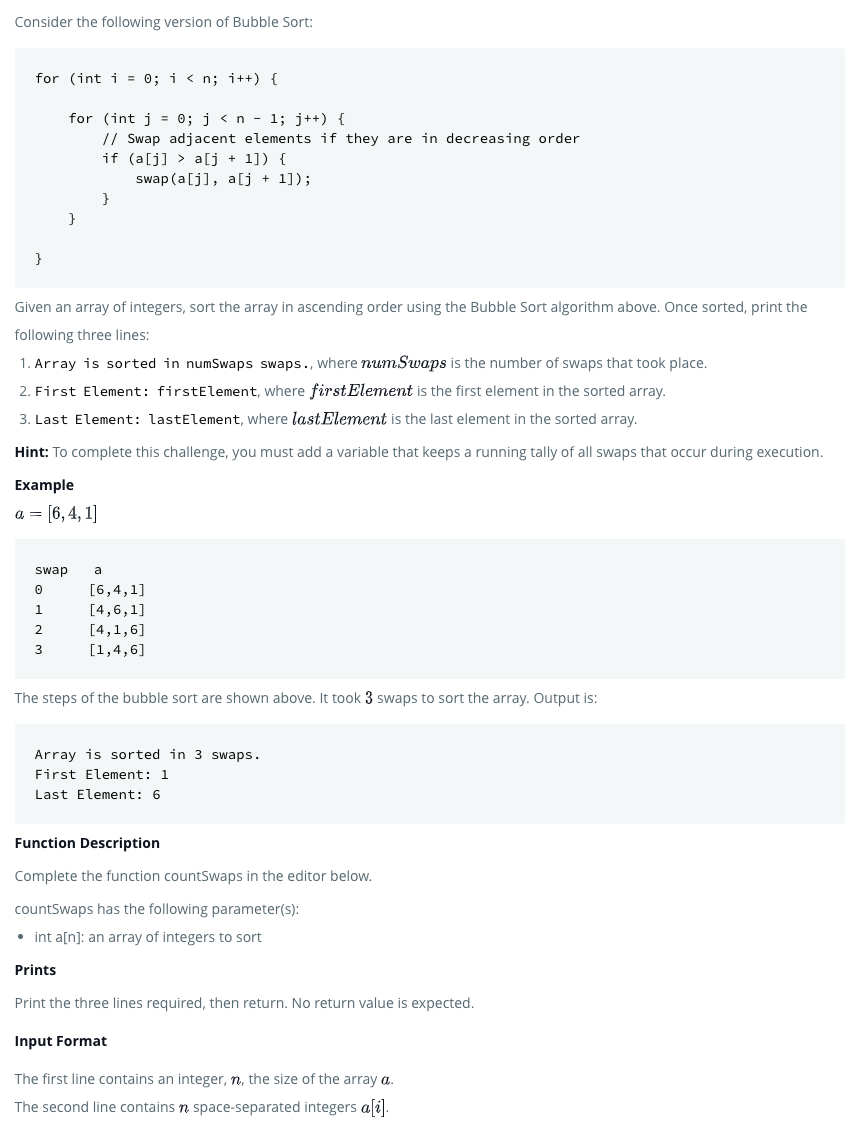 Consider the following version of Bubble Sort:
for (int i = 0; i < n; i++) {
    for (int j = 0; j < n - 1; j++) {
        // Swap adjacent elements if they are in decreasing order
        if (a[j] > a[j + 1]) {
            swap(a[j], a[j + 1]);
        }
    }
}
Given an array of integers, sort the array in ascending order using the Bubble Sort algorithm above. Once sorted, print the
following three lines:
1. Array is sorted in numSwaps swaps., where numSwaps is the number of swaps that took place.
2. First Element: firstElement, where firstElement is the first element in the sorted array.
3. Last Element: lastElement, where lastElement is the last element in the sorted array.
Hint: To complete this challenge, you must add a variable that keeps a running tally of all swaps that occur during execution.
Example
a = [6, 4, 1]
swap   a
0      [6,4,1]
1      [4,6,1]
2      [4,1,6]
3      [1,4,6]
The steps of the bubble sort are shown above. It took 3 swaps to sort the array. Output is:
Array is sorted in 3 swaps.
First Element: 1
Last Element: 6
Function Description
Complete the function countSwaps in the editor below.
countSwaps has the following parameter(s):
• int a[n]: an array of integers to sort
Prints
Print the three lines required, then return. No return value is expected.
Input Format
The first line contains an integer, n, the size of the array a.
The second line contains n space-separated integers a[i].